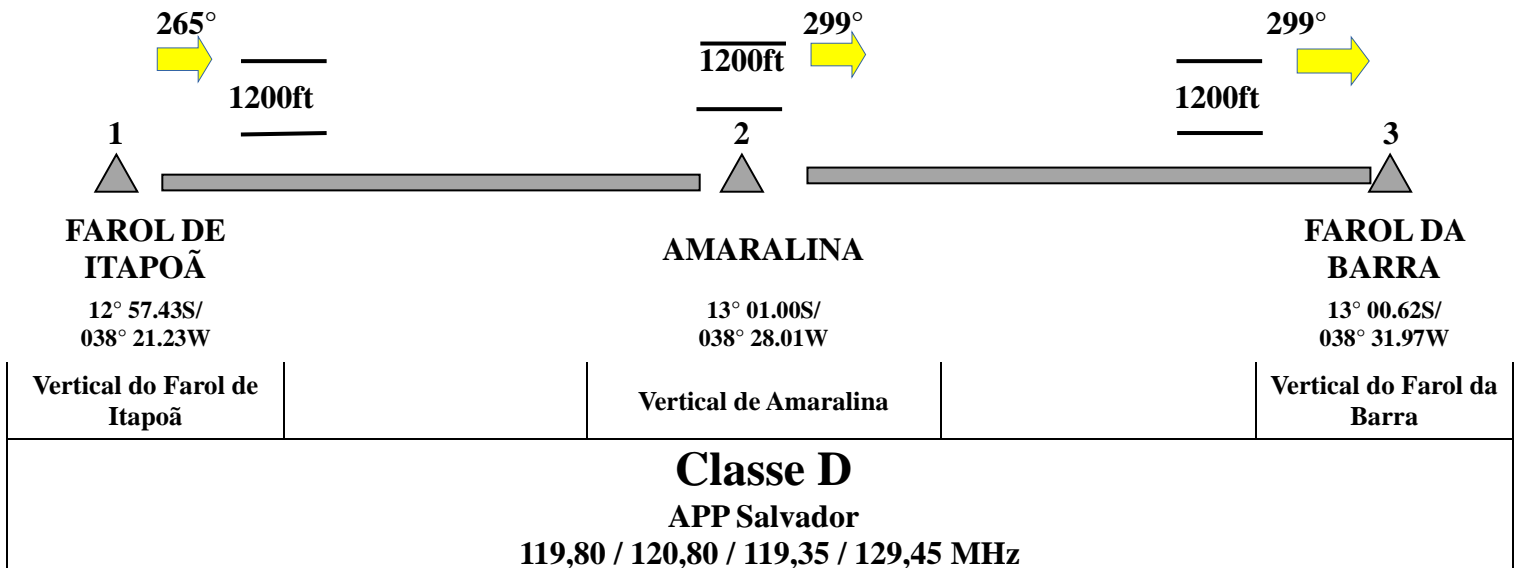 265°
299°
299°
1200ft
1200ft
1200ft
1
2
3
FAROL DE
ITAPOÃ
AMARALINA
FAROL DA
BARRA
12° 57.43S/
038° 21.23W
13° 01.00S/
038° 28.01W
13° 00.62S/
038° 31.97W
Vertical do Farol de
Itapoã
Vertical de Amaralina
Vertical do Farol da
Barra
Classe D
APP Salvador
119,80 / 120,80 / 119,35 / 129,45 MHz